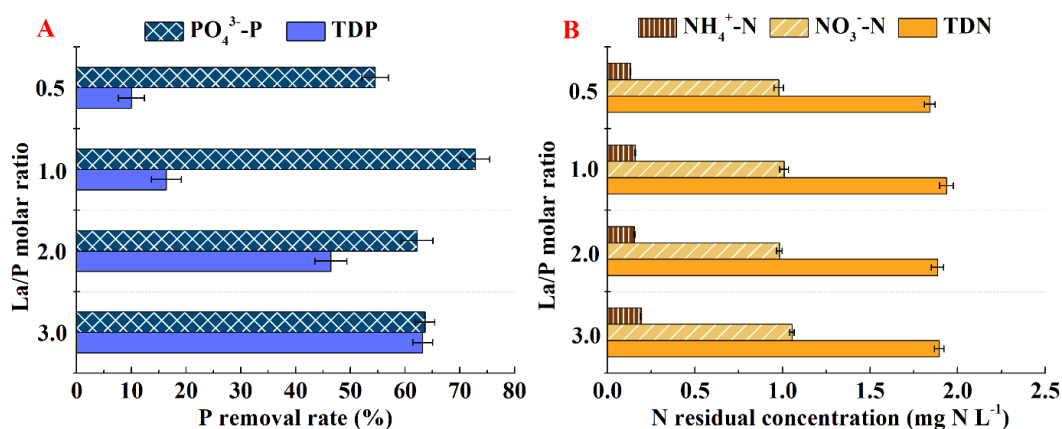 A
PO₄³⁻-P TDP
0.5
1.0
2.0
3.0
La/P molar ratio
0 10 20 30 40 50 60 70 80
P removal rate (%)
B
NH₄⁺-N NO₃⁻-N TDN
0.5
1.0
2.0
3.0
La/P molar ratio
0.0 0.5 1.0 1.5 2.0 2.5
N residual concentration (mg N L⁻¹)